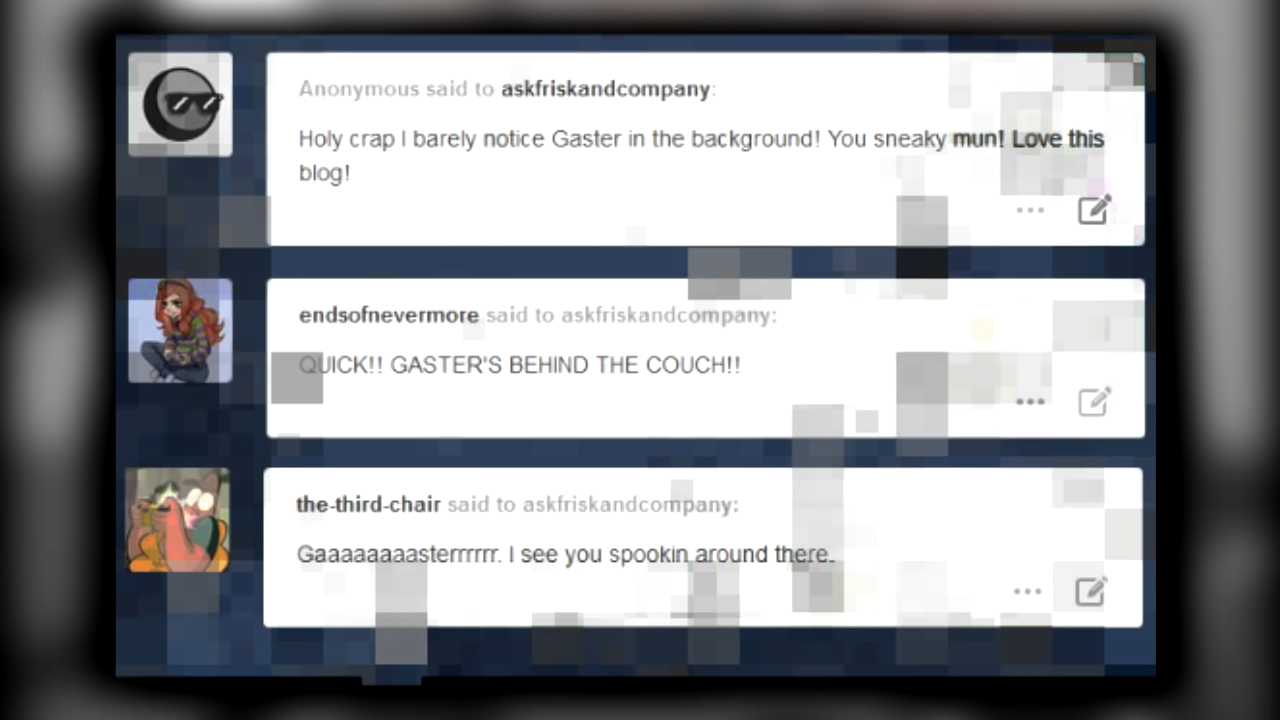 Anonymous said to askfriskandcompany:
Holy crap I barely notice Gaster in the background! You sneaky mun! Love this
blog!
endsofnevermore said to askfriskandcompany:
QUICK!! GASTER'S BEHIND THE COUCH!!
the-third-chair said to askfriskandcompany:
Gaaaaaaaasterrrrrr. I see you spookin around there.